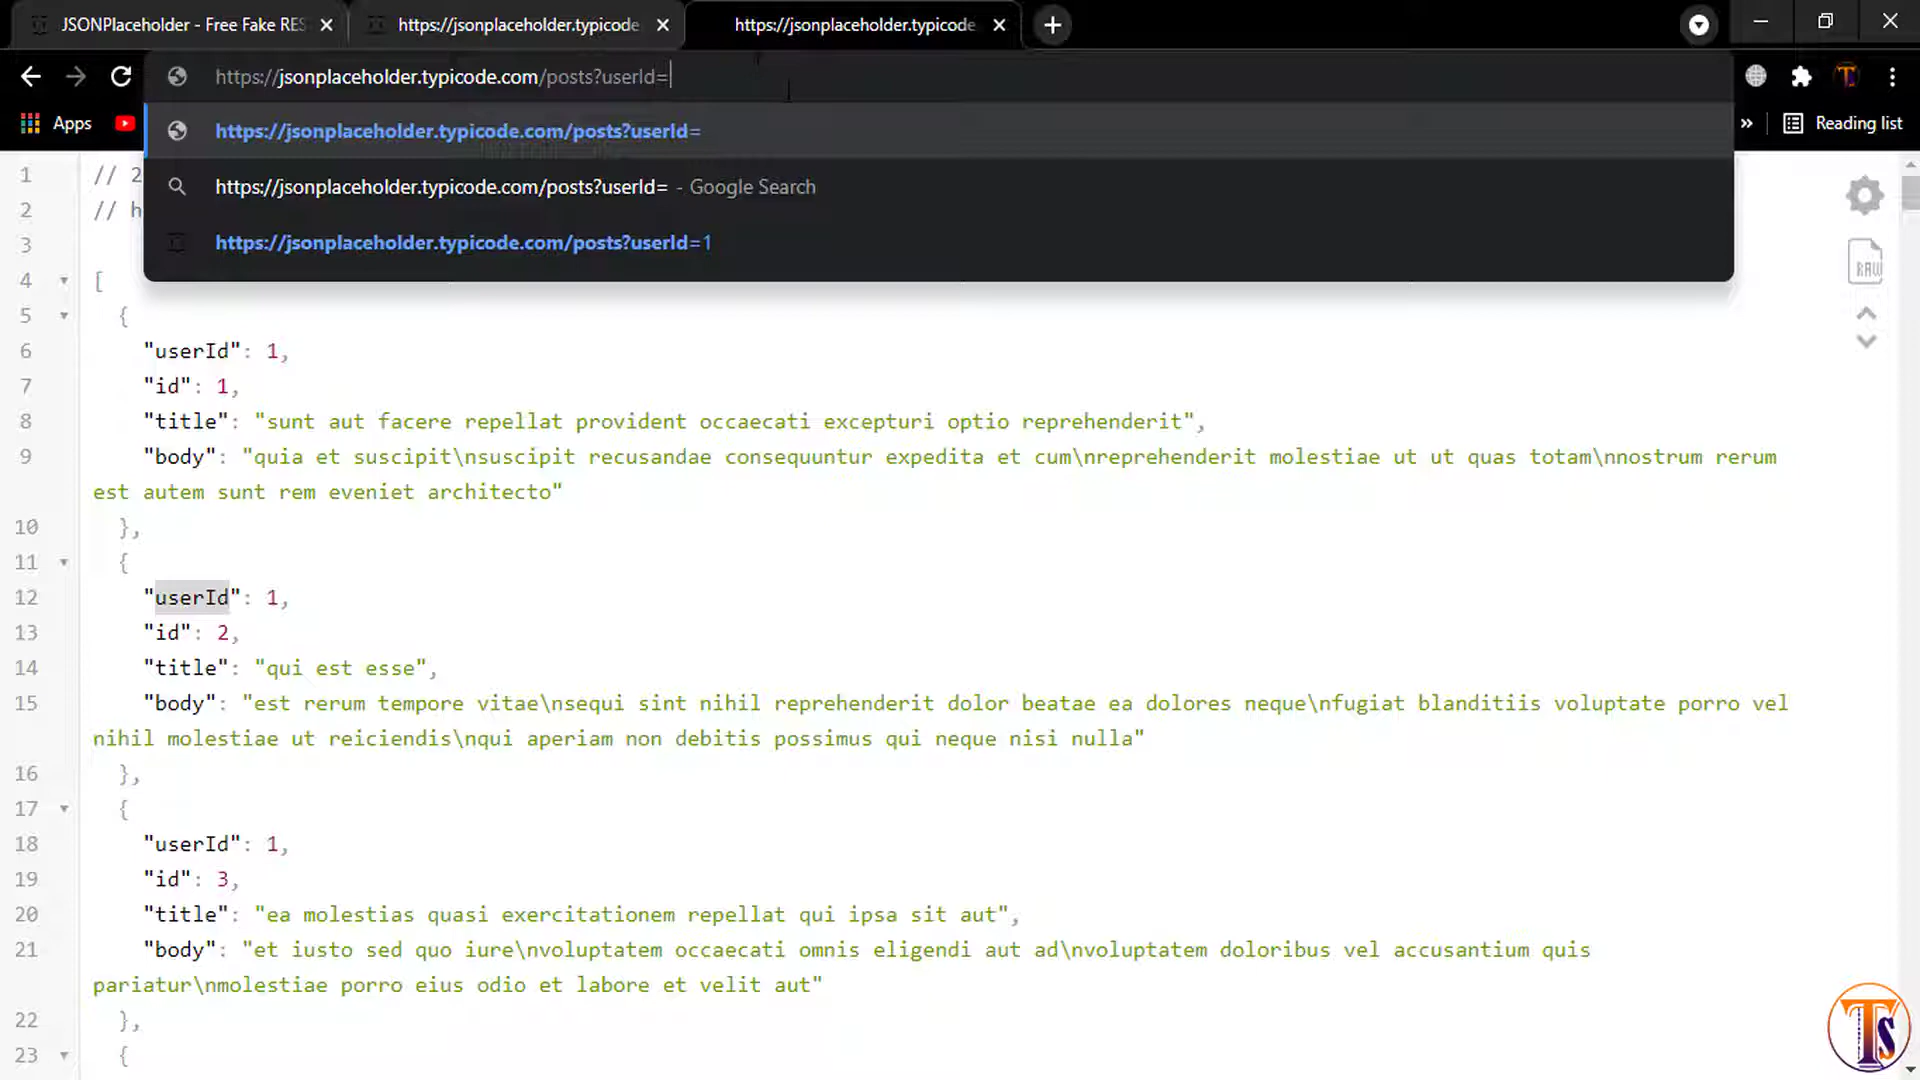 JSONPlaceholder - Free Fake RES
https://jsonplaceholder.typicode
https://jsonplaceholder.typicode
https://jsonplaceholder.typicode.com/posts?userId=
Apps
Reading list
https://jsonplaceholder.typicode.com/posts?userId=
https://jsonplaceholder.typicode.com/posts?userId= - Google Search
https://jsonplaceholder.typicode.com/posts?userId=1
RAW
1 // 2
2 // h
3
4 [
5 {
6 "userId": 1,
7 "id": 1,
8 "title": "sunt aut facere repellat provident occaecati excepturi optio reprehenderit",
9 "body": "quia et suscipit\nsuscipit recusandae consequuntur expedita et cum\nreprehenderit molestiae ut ut quas totam\nnostrum rerum
est autem sunt rem eveniet architecto"
10 },
11 {
12 "userId": 1,
13 "id": 2,
14 "title": "qui est esse",
15 "body": "est rerum tempore vitae\nsequi sint nihil reprehenderit dolor beatae ea dolores neque\nfugiat blanditiis voluptate porro vel
nihil molestiae ut reiciendis\nqui aperiam non debitis possimus qui neque nisi nulla"
16 },
17 {
18 "userId": 1,
19 "id": 3,
20 "title": "ea molestias quasi exercitationem repellat qui ipsa sit aut",
21 "body": "et iusto sed quo iure\nvoluptatem occaecati omnis eligendi aut ad\nvoluptatem doloribus vel accusantium quis
pariatur\nmolestiae porro eius odio et labore et velit aut"
22 },
23 {
TS